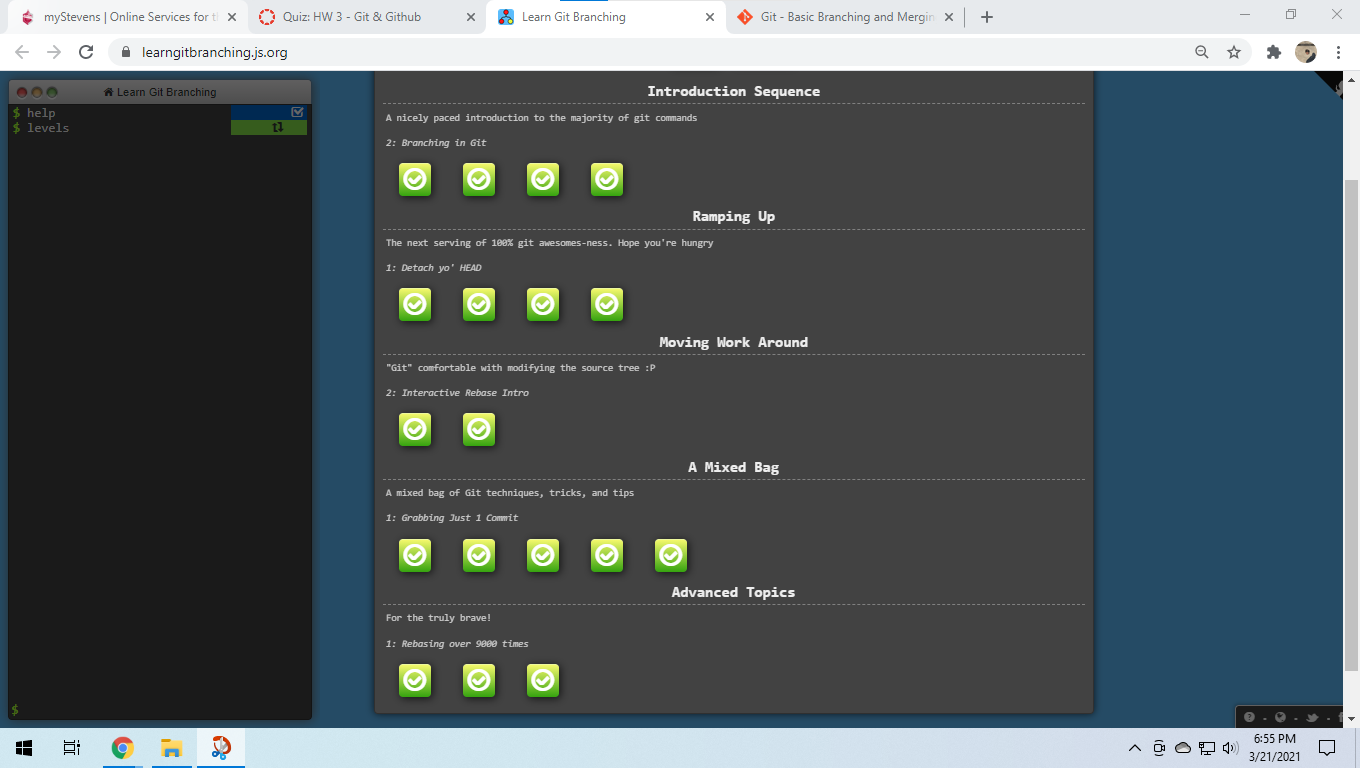 myStevens | Online Services for t
Quiz: HW 3 - Git & Github
Learn Git Branching
Git - Basic Branching and Mergin
learngitbranching.js.org
Learn Git Branching
$ help
$ levels
$
Introduction Sequence
A nicely paced introduction to the majority of git commands
2: Branching in Git
Ramping Up
The next serving of 100% git awesomes-ness. Hope you're hungry
1: Detach yo' HEAD
Moving Work Around
"Git" comfortable with modifying the source tree :P
2: Interactive Rebase Intro
A Mixed Bag
A mixed bag of Git techniques, tricks, and tips
1: Grabbing Just 1 Commit
Advanced Topics
For the truly brave!
1: Rebasing over 9000 times
6:55 PM
3/21/2021